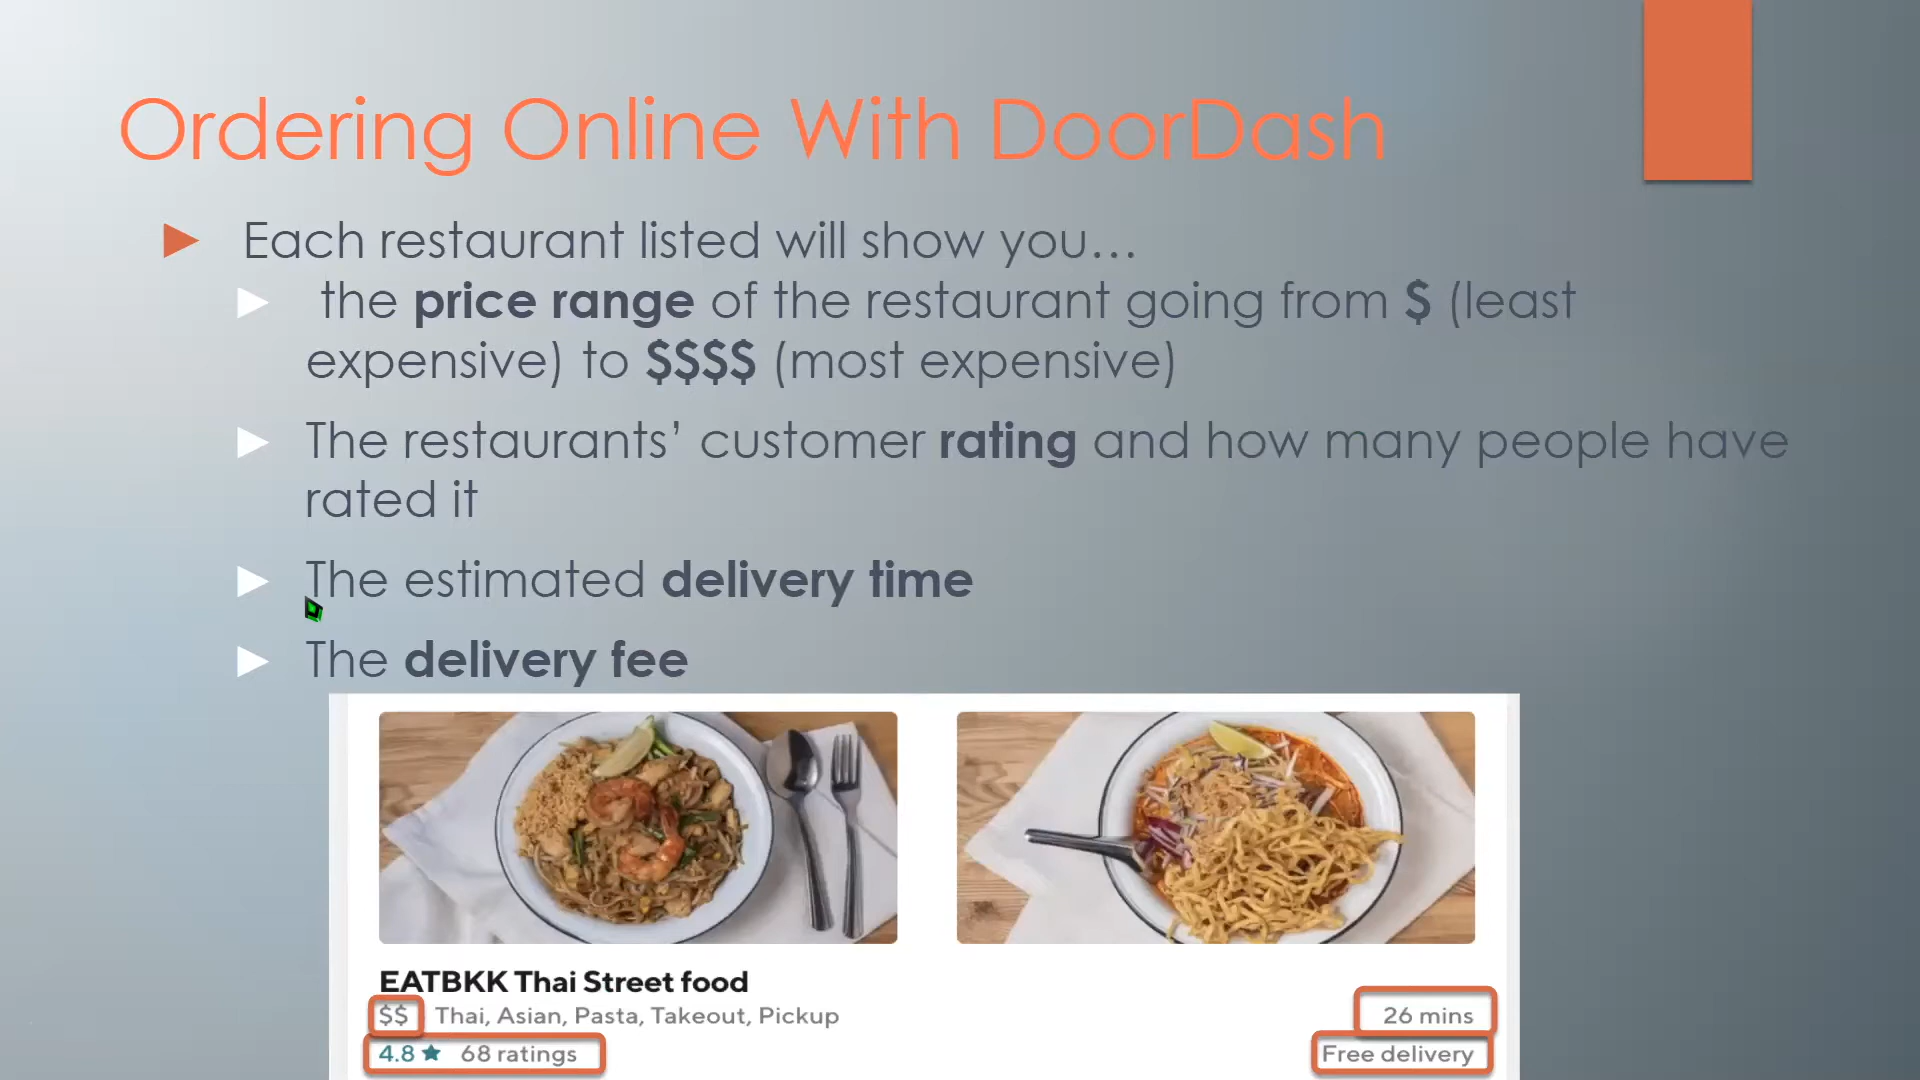 Ordering Online With DoorDash
Each restaurant listed will show you…
the price range of the restaurant going from $ (least
expensive) to $$$$ (most expensive)
The restaurants’ customer rating and how many people have
rated it
The estimated delivery time
The delivery fee
EATBKK Thai Street food
$$ Thai, Asian, Pasta, Takeout, Pickup 26 mins
4.8 ★ 68 ratings Free delivery